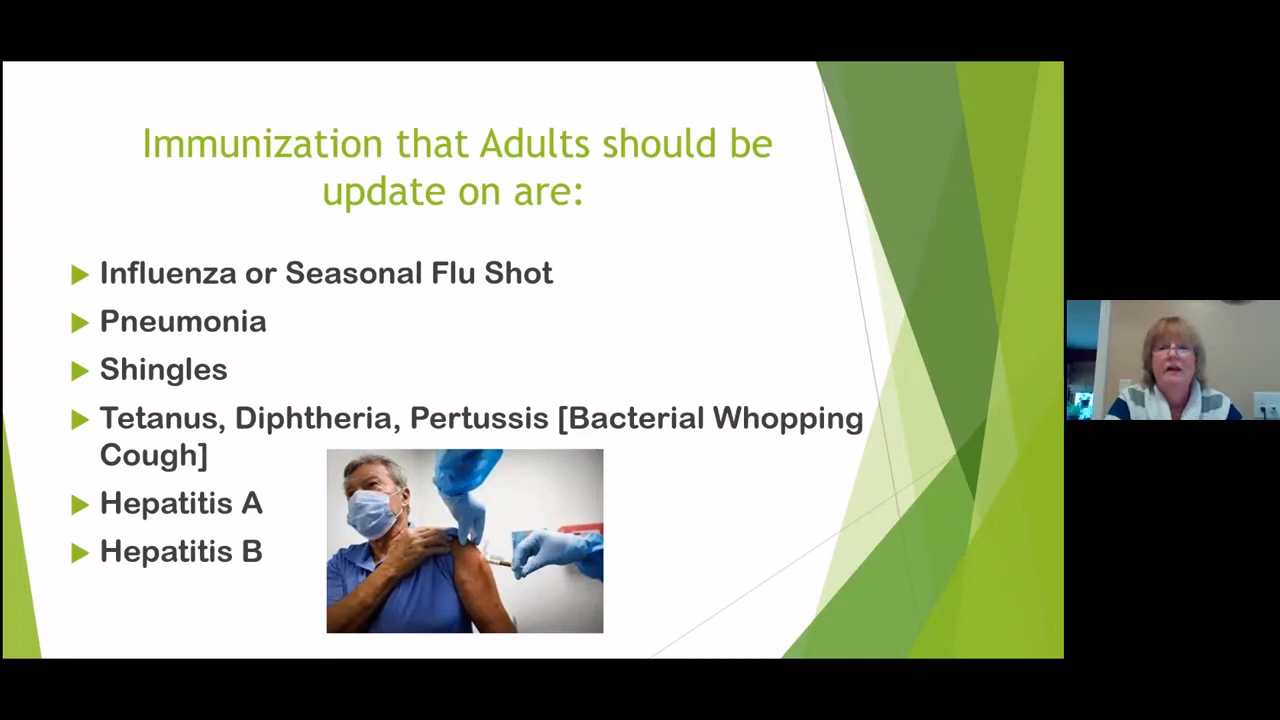 Immunization that Adults should be
update on are:
Influenza or Seasonal Flu Shot
Pneumonia
Shingles
Tetanus, Diphtheria, Pertussis [Bacterial Whopping
Cough]
Hepatitis A
Hepatitis B